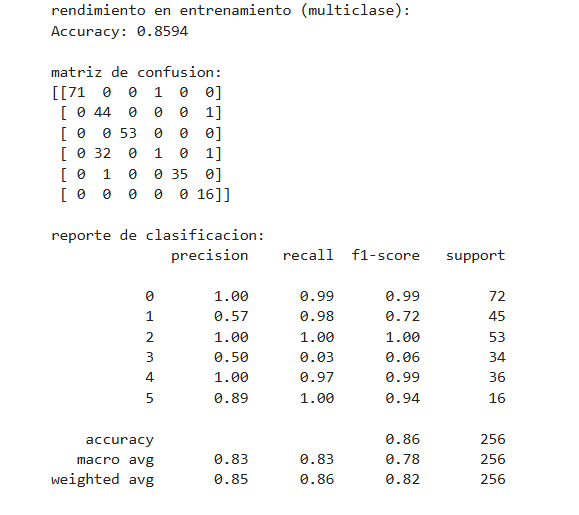 rendimiento en entrenamiento (multiclase):
Accuracy: 0.8594
matriz de confusion:
[[71 0 0 1 0 0]
[ 0 44 0 0 0 1]
[ 0 0 53 0 0 0]
[ 0 32 0 1 0 1]
[ 0 1 0 0 35 0]
[ 0 0 0 0 0 16]]
reporte de clasificacion:
precision recall f1-score support
0 1.00 0.99 0.99 72
1 0.57 0.98 0.72 45
2 1.00 1.00 1.00 53
3 0.50 0.03 0.06 34
4 1.00 0.97 0.99 36
5 0.89 1.00 0.94 16
accuracy 0.86 256
macro avg 0.83 0.83 0.78 256
weighted avg 0.85 0.86 0.82 256